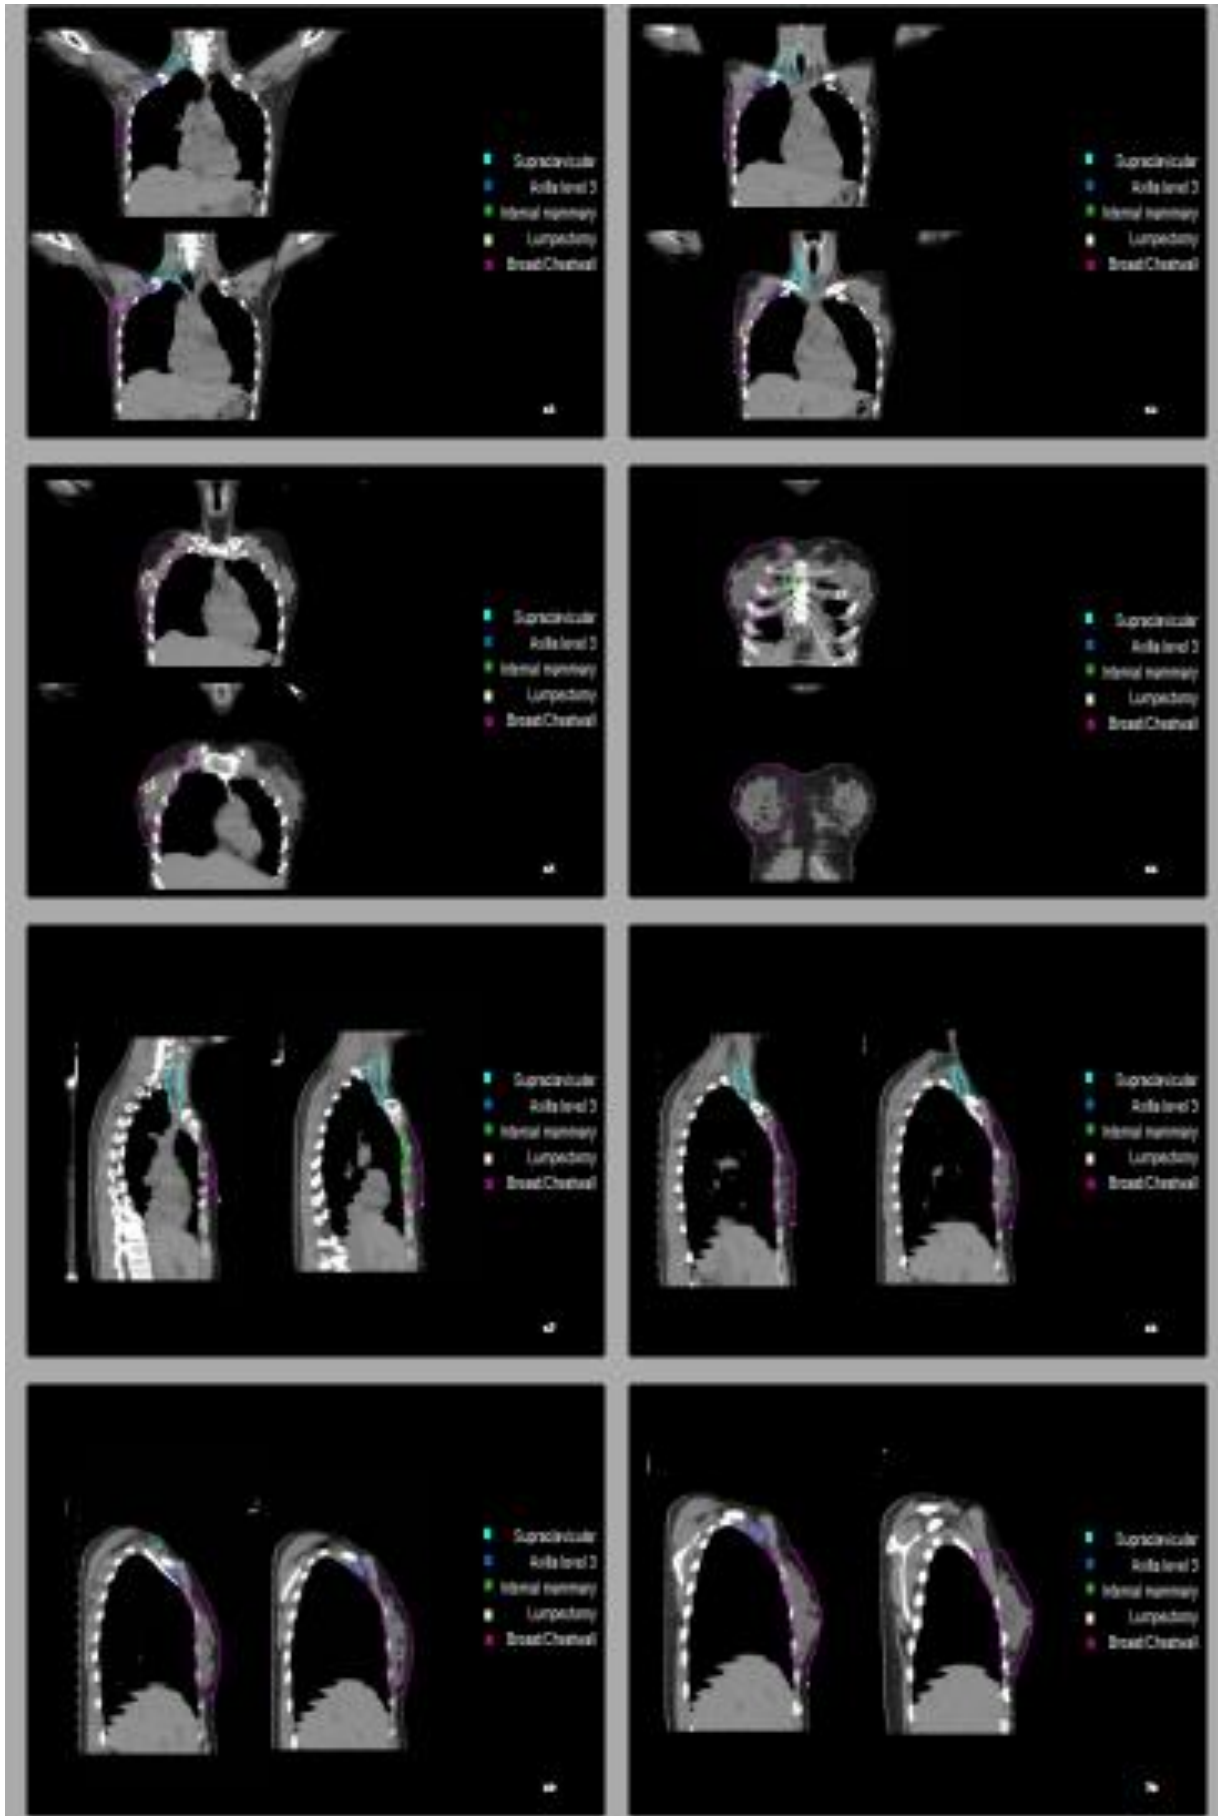 Supraclavicular
Axilla level 3
Internal mammary
Lumpectomy
Breast/Chestwall
Supraclavicular
Axilla level 3
Internal mammary
Lumpectomy
Breast/Chestwall
Supraclavicular
Axilla level 3
Internal mammary
Lumpectomy
Breast/Chestwall
Supraclavicular
Axilla level 3
Internal mammary
Lumpectomy
Breast/Chestwall
Supraclavicular
Axilla level 3
Internal mammary
Lumpectomy
Breast/Chestwall
Supraclavicular
Axilla level 3
Internal mammary
Lumpectomy
Breast/Chestwall
Supraclavicular
Axilla level 3
Internal mammary
Lumpectomy
Breast/Chestwall
Supraclavicular
Axilla level 3
Internal mammary
Lumpectomy
Breast/Chestwall